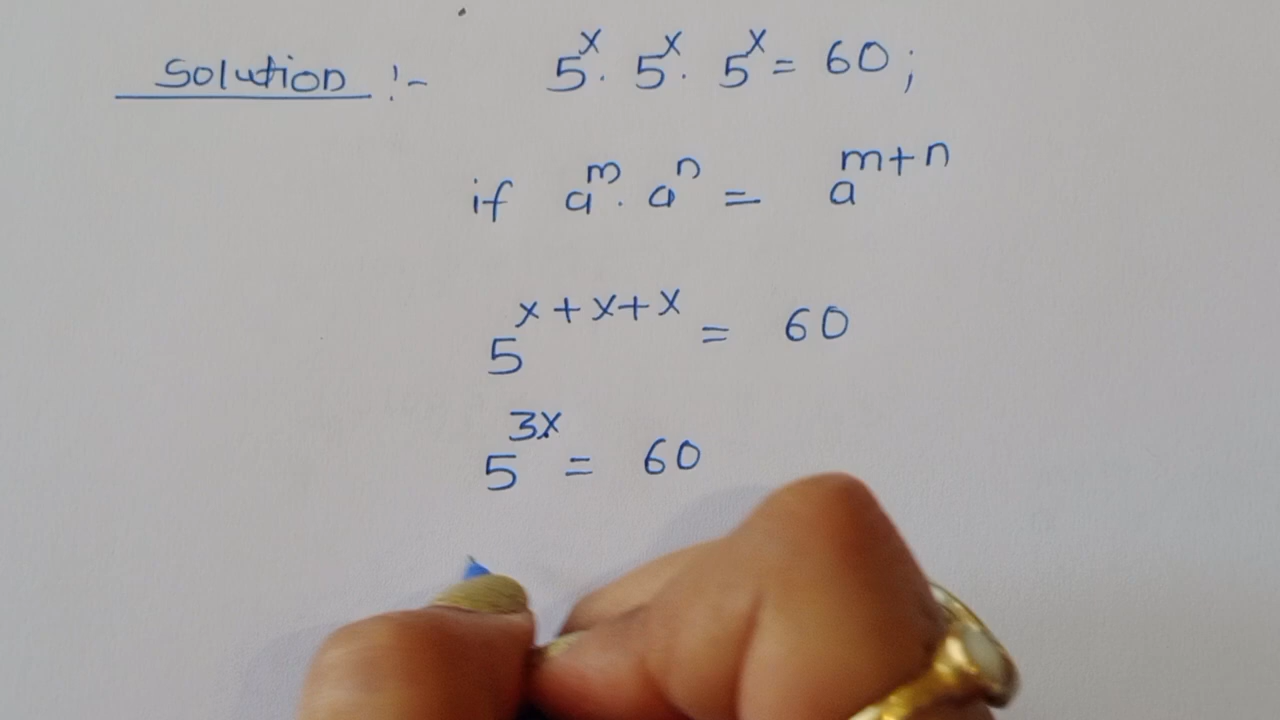 Solution :- 5^x . 5^x . 5^x = 60 ;
if a^m . a^n = a^{m+n}
5^{x+x+x} = 60
5^{3x} = 60